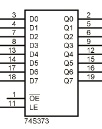 3 D0 Q0 2
4 D1 Q1 5
7 D2 Q2 6
8 D3 Q3 9
13 D4 Q4 12
14 D5 Q5 15
17 D6 Q6 16
18 D7 Q7 19
1 OE
11 LE
745373